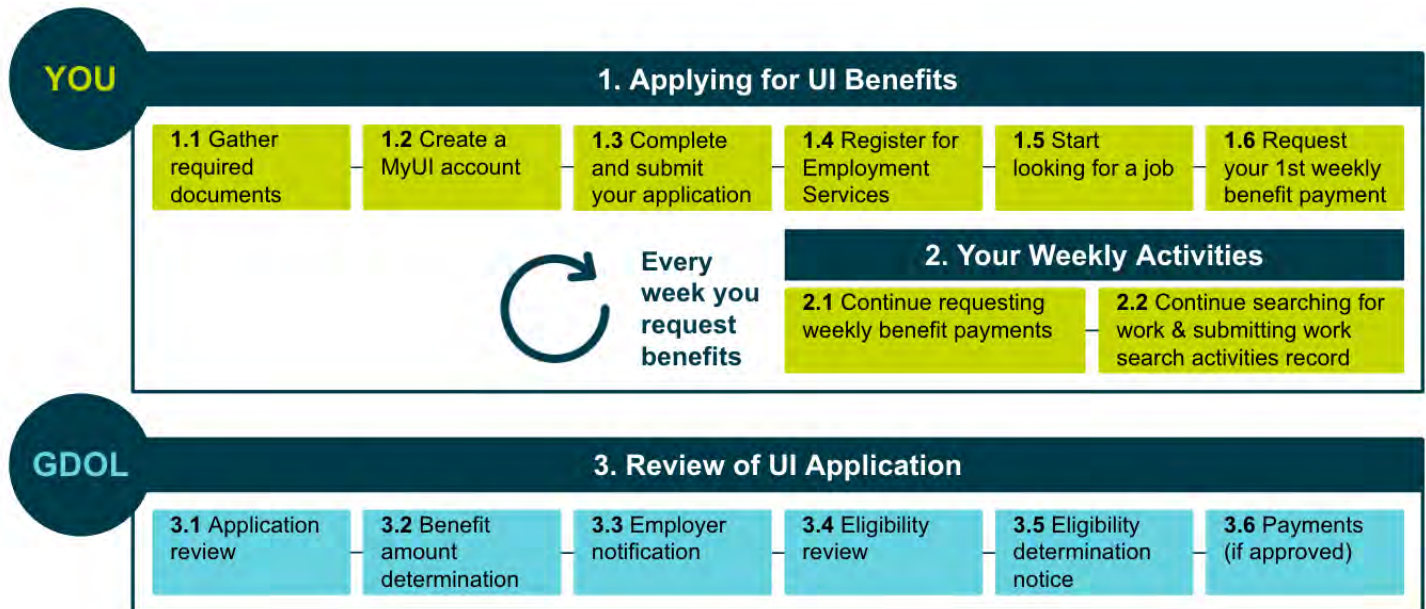 YOU
1. Applying for UI Benefits
1.1 Gather
required
documents
1.2 Create a
MyUI account
1.3 Complete
and submit
your application
1.4 Register for
Employment
Services
1.5 Start
looking for a job
1.6 Request
your 1st weekly
benefit payment
Every
week you
request
benefits
2. Your Weekly Activities
2.1 Continue requesting
weekly benefit payments
2.2 Continue searching for
work & submitting work
search activities record
GDOL
3. Review of UI Application
3.1 Application
review
3.2 Benefit
amount
determination
3.3 Employer
notification
3.4 Eligibility
review
3.5 Eligibility
determination
notice
3.6 Payments
(if approved)